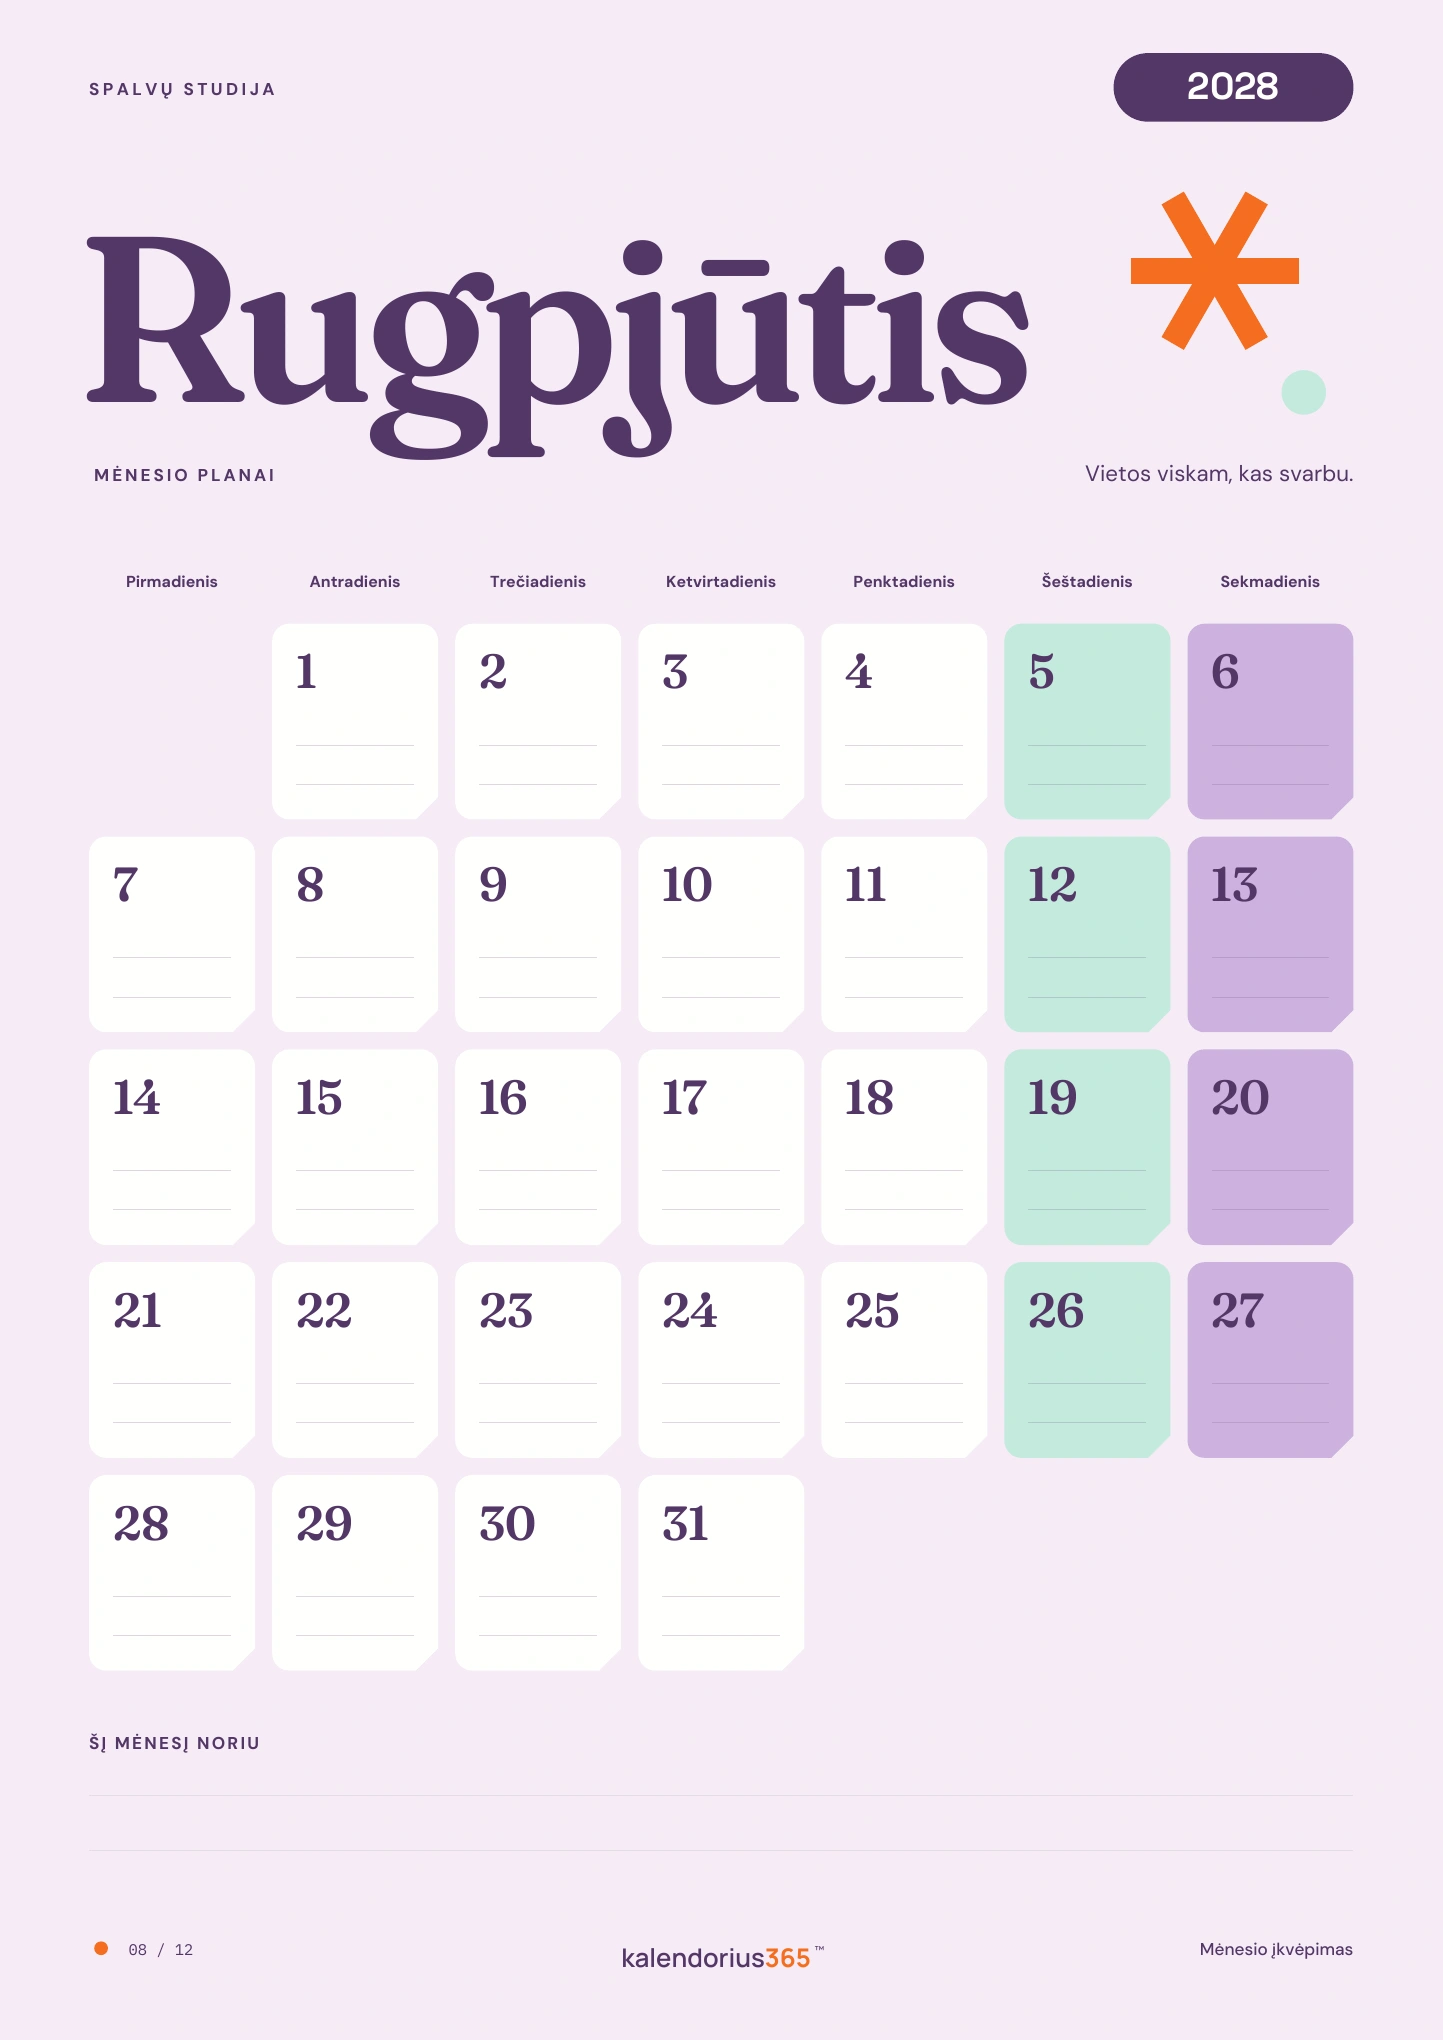 SPALVŲ STUDIJA
2028
Rugpjūtis
MĖNESIO PLANAI
Vietos viskam, kas svarbu.
Pirmadienis Antradienis Trečiadienis Ketvirtadienis Penktadienis Šeštadienis Sekmadienis
1 2 3 4 5 6
7 8 9 10 11 12 13
14 15 16 17 18 19 20
21 22 23 24 25 26 27
28 29 30 31
ŠĮ MĖNESĮ NORIU
08 / 12
kalendorius365™
Mėnesio įkvėpimas